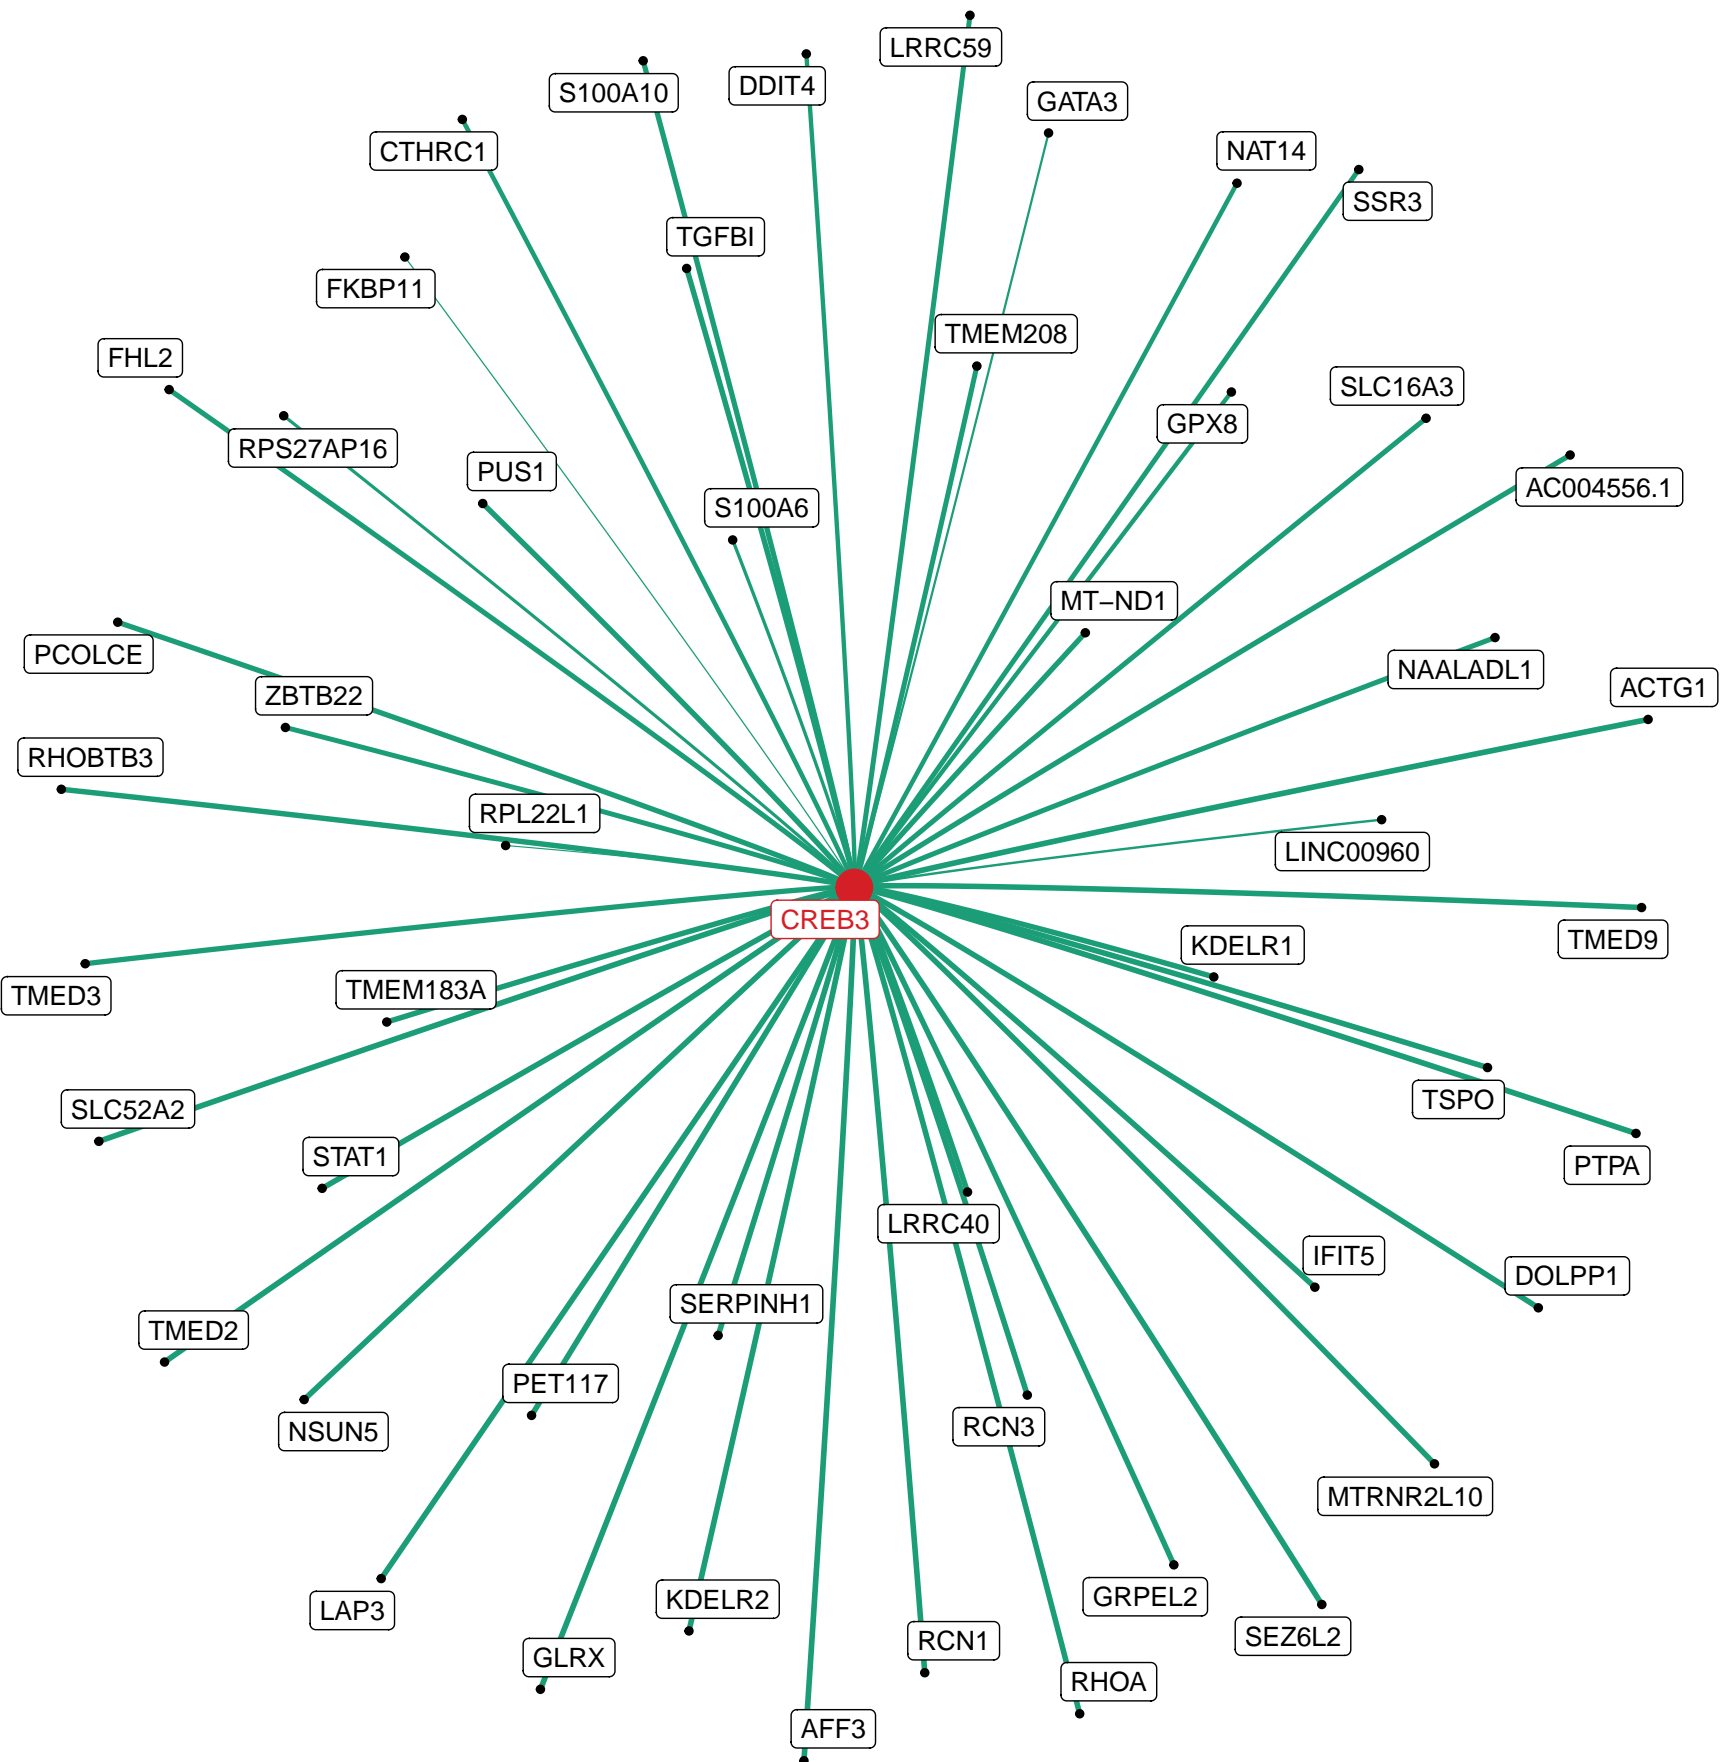 LRRC59
DDIT4
S100A10
GATA3
CTHRC1
NAT14
SSR3
TGFBI
FKBP11
TMEM208
FHL2
SLC16A3
GPX8
RPS27AP16
PUS1
AC004556.1
S100A6
MT−ND1
PCOLCE
NAALADL1
ACTG1
ZBTB22
RHOBTB3
RPL22L1
LINC00960
CREB3
TMED9
KDELR1
TMEM183A
TMED3
TSPO
SLC52A2
STAT1
PTPA
LRRC40
IFIT5
DOLPP1
SERPINH1
TMED2
PET117
RCN3
NSUN5
MTRNR2L10
GRPEL2
KDELR2
LAP3
SEZ6L2
RCN1
GLRX
RHOA
AFF3